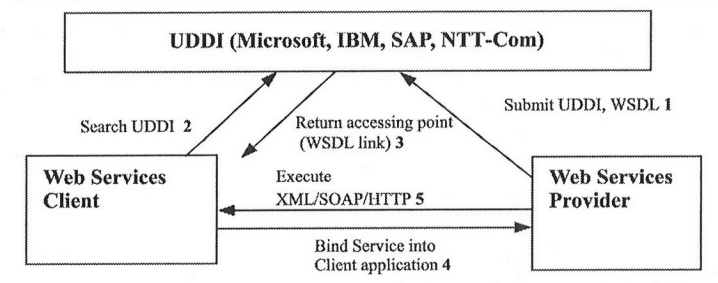 UDDI (Microsoft, IBM, SAP, NTT-Com)
Submit UDDI, WSDL 1
Search UDDI 2
Return accessing point
(WSDL link) 3
Web Services
Client
Execute
XML/SOAP/HTTP 5
Web Services
Provider
Bind Service into
Client application 4